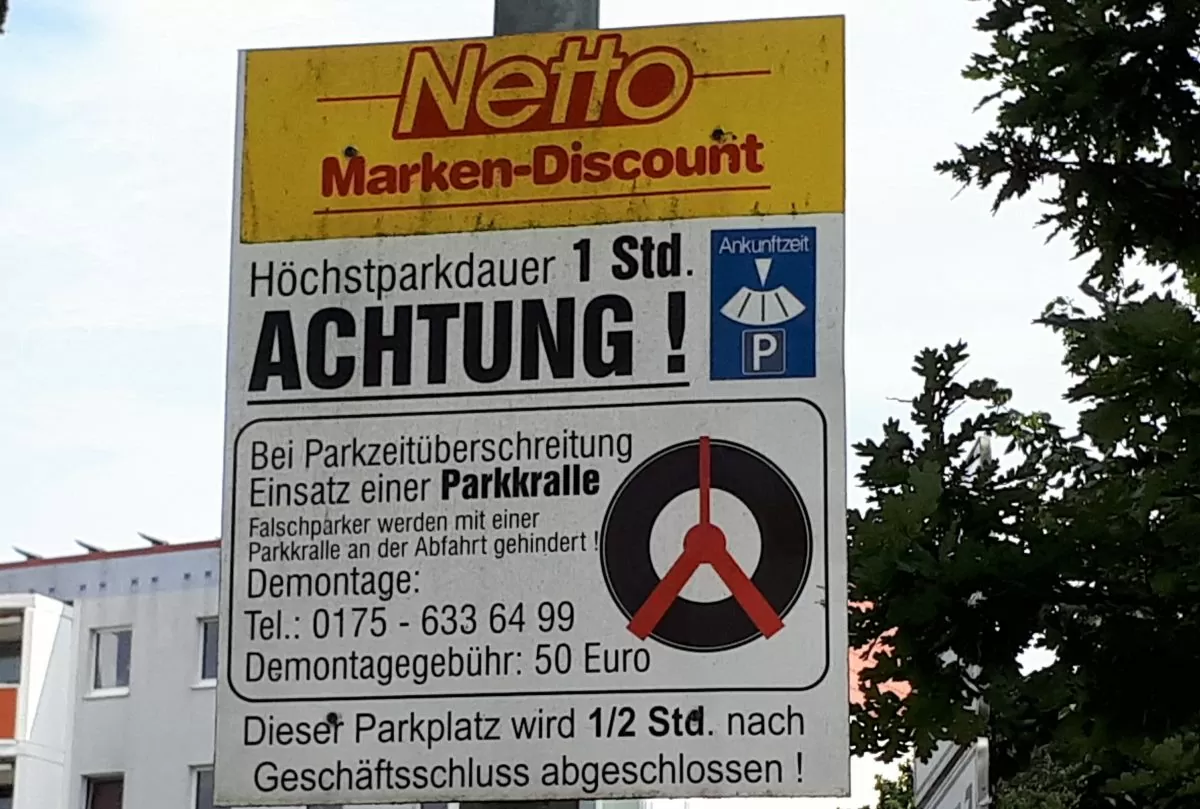 Netto
Marken-Discount
Höchstparkdauer 1 Std.
Ankunftzeit
ACHTUNG !
P
Bei Parkzeitüberschreitung
Einsatz einer Parkkralle
Falschparker werden mit einer
Parkkralle an der Abfahrt gehindert !
Demontage:
Tel.: 0175 - 633 64 99
Demontagegebühr: 50 Euro
Dieser Parkplatz wird 1/2 Std. nach
Geschäftsschluss abgeschlossen !